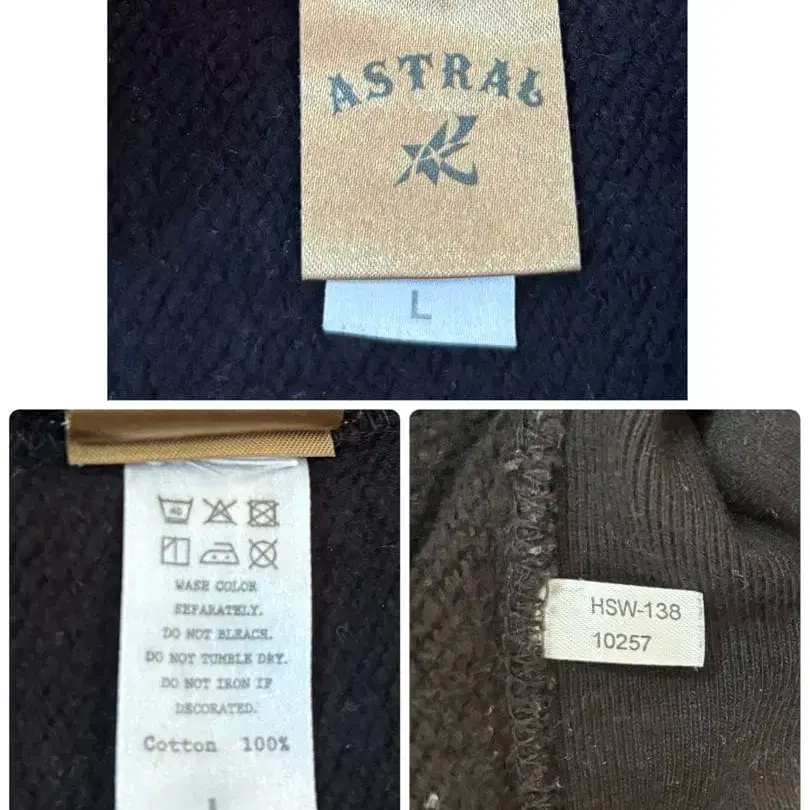 ASTRAL
L
40
WASH COLOR
SEPARATELY.
DO NOT BLEACH.
DO NOT TUMBLE DRY.
DO NOT IRON IF
DECORATED.
Cotton 100%
HSW-138
10257